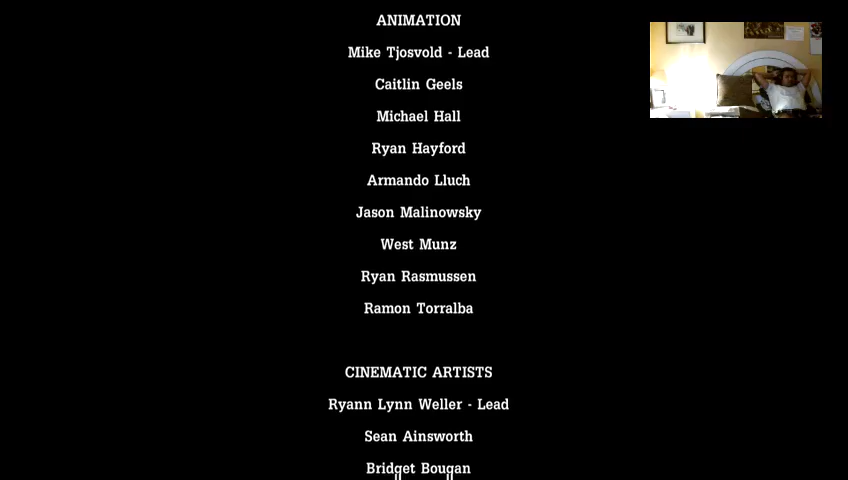 ANIMATION
Mike Tjosvold - Lead
Caitlin Geels
Michael Hall
Ryan Hayford
Armando Lluch
Jason Malinowsky
West Munz
Ryan Rasmussen
Ramon Torralba
CINEMATIC ARTISTS
Ryann Lynn Weller - Lead
Sean Ainsworth
Bridget Bougan